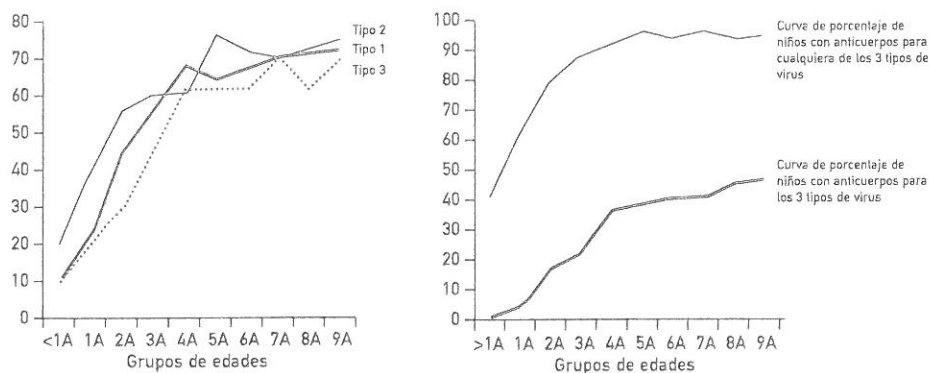 80
70
60
50
40
30
20
10
0
Tipo 2
Tipo 1
Tipo 3
<1A 1A 2A 3A 4A 5A 6A 7A 8A 9A
Grupos de edades
100
90
80
70
60
50
40
30
20
10
0
Curva de porcentaje de
niños con anticuerpos para
cualquiera de los 3 tipos de
virus
Curva de porcentaje de
niños con anticuerpos para
los 3 tipos de virus
>1A 1A 2A 3A 4A 5A 6A 7A 8A 9A
Grupos de edades